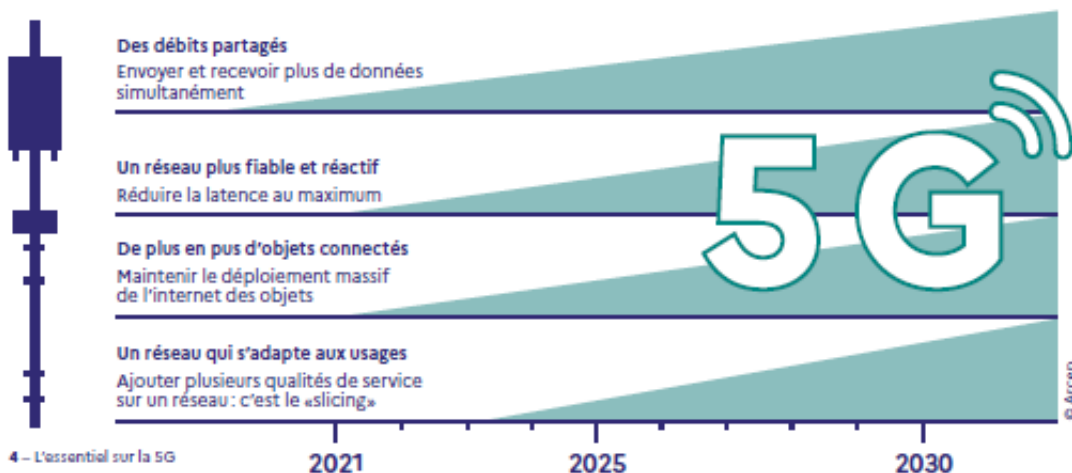 Des débits partagés
Envoyer et recevoir plus de données
simultanément
Un réseau plus fiable et réactif
Réduire la latence au maximum
De plus en pus d'objets connectés
Maintenir le déploiement massif
de l'internet des objets
Un réseau qui s'adapte aux usages
Ajouter plusieurs qualités de service
sur un réseau : c'est le «slicing»
5G
© Arcep
4 – L'essentiel sur la 5G
2021
2025
2030